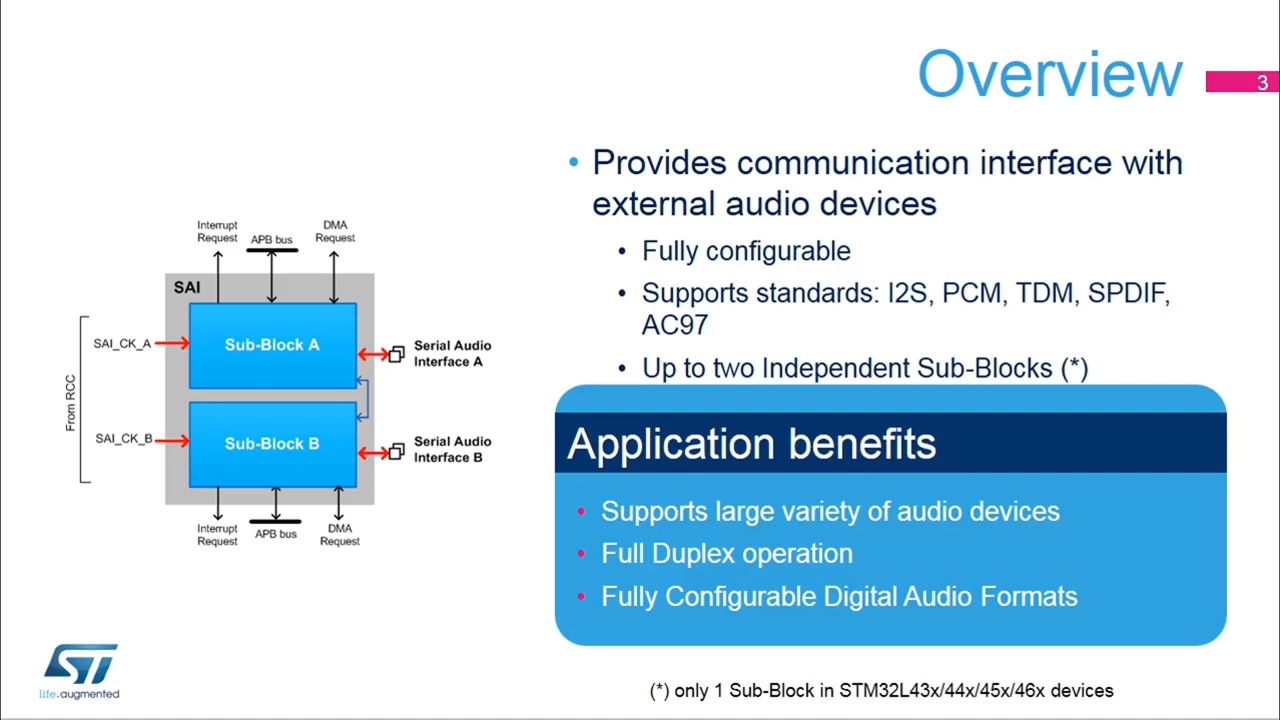 Overview
3
Provides communication interface with
external audio devices
Fully configurable
Supports standards: I2S, PCM, TDM, SPDIF,
AC97
Up to two Independent Sub-Blocks (*)
Application benefits
Supports large variety of audio devices
Full Duplex operation
Fully Configurable Digital Audio Formats
(*) only 1 Sub-Block in STM32L43x/44x/45x/46x devices
Interrupt
Request
APB bus
DMA
Request
SAI
SAI_CK_A
Sub-Block A
Serial Audio
Interface A
From RCC
SAI_CK_B
Sub-Block B
Serial Audio
Interface B
Interrupt
Request
APB bus
DMA
Request
ST
life.augmented